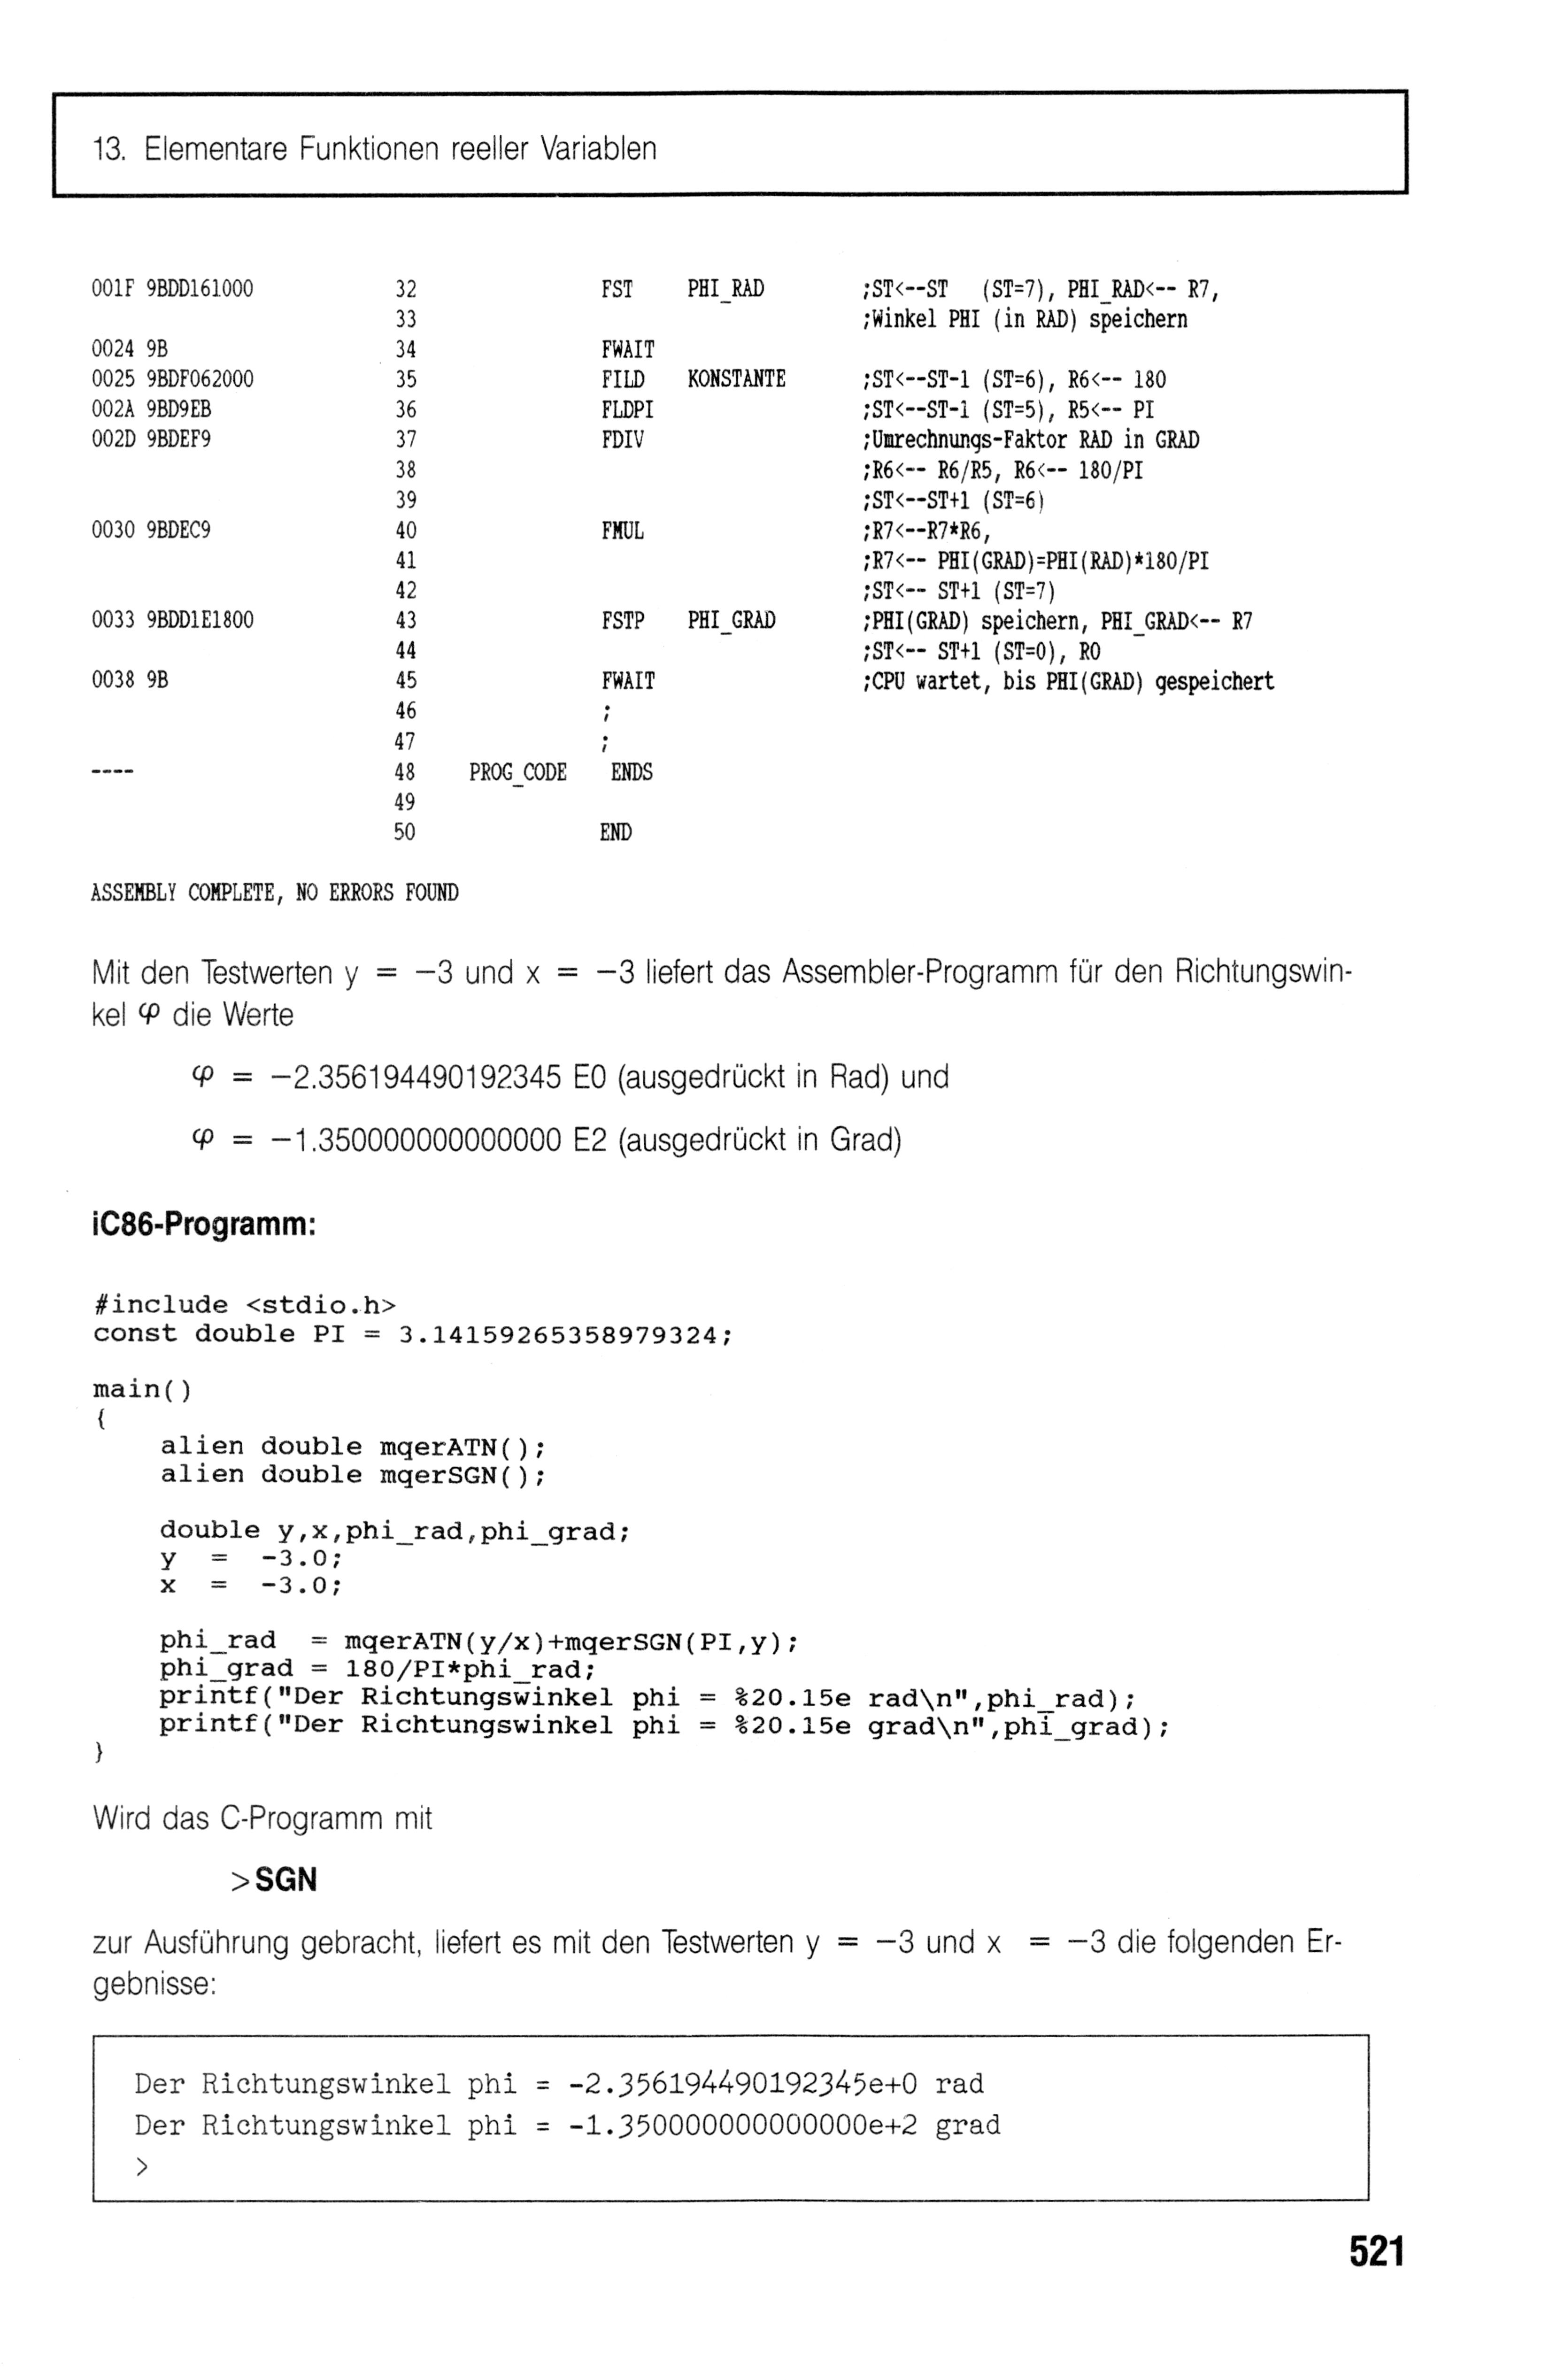 13. Elementare Funktionen reeller Variablen
001F 9BDD161000 32 FST PHI_RAD ;ST<--ST (ST=7), PHI_RAD<-- R7,
33 ;Winkel PHI (in RAD) speichern
0024 9B 34 FWAIT
0025 9BDF062000 35 FILD KONSTANTE ;ST<--ST-1 (ST=6), R6<-- 180
002A 9BD9EB 36 FLDPI ;ST<--ST-1 (ST=5), R5<-- PI
002D 9BDEF9 37 FDIV ;Umrechnungs-Faktor RAD in GRAD
38 ;R6<-- R6/R5, R6<-- 180/PI
39 ;ST<--ST+1 (ST=6)
0030 9BDEC9 40 FMUL ;R7<--R7*R6,
41 ;R7<-- PHI(GRAD)=PHI(RAD)*180/PI
42 ;ST<-- ST+1 (ST=7)
0033 9BDD1E1800 43 FSTP PHI_GRAD ;PHI(GRAD) speichern, PHI_GRAD<-- R7
44 ;ST<-- ST+1 (ST=0), R0
0038 9B 45 FWAIT ;CPU wartet, bis PHI(GRAD) gespeichert
46 ;
47 ;
---- 48 PROG_CODE ENDS
49
50 END
ASSEMBLY COMPLETE, NO ERRORS FOUND
Mit den Testwerten y = −3 und x = −3 liefert das Assembler-Programm für den Richtungswin-
kel φ die Werte
φ = −2.356194490192345 E0 (ausgedrückt in Rad) und
φ = −1.350000000000000 E2 (ausgedrückt in Grad)
iC86-Programm:
#include <stdio.h>
const double PI = 3.14159265358979324;
main()
{
alien double mqerATN();
alien double mqerSGN();
double y,x,phi_rad,phi_grad;
y = -3.0;
x = -3.0;
phi_rad = mqerATN(y/x)+mqerSGN(PI,y);
phi_grad = 180/PI*phi_rad;
printf("Der Richtungswinkel phi = %20.15e rad\n",phi_rad);
printf("Der Richtungswinkel phi = %20.15e grad\n",phi_grad);
}
Wird das C-Programm mit
>SGN
zur Ausführung gebracht, liefert es mit den Testwerten y = −3 und x = −3 die folgenden Er-
gebnisse:
Der Richtungswinkel phi = -2.356194490192345e+0 rad
Der Richtungswinkel phi = -1.350000000000000e+2 grad
>
521